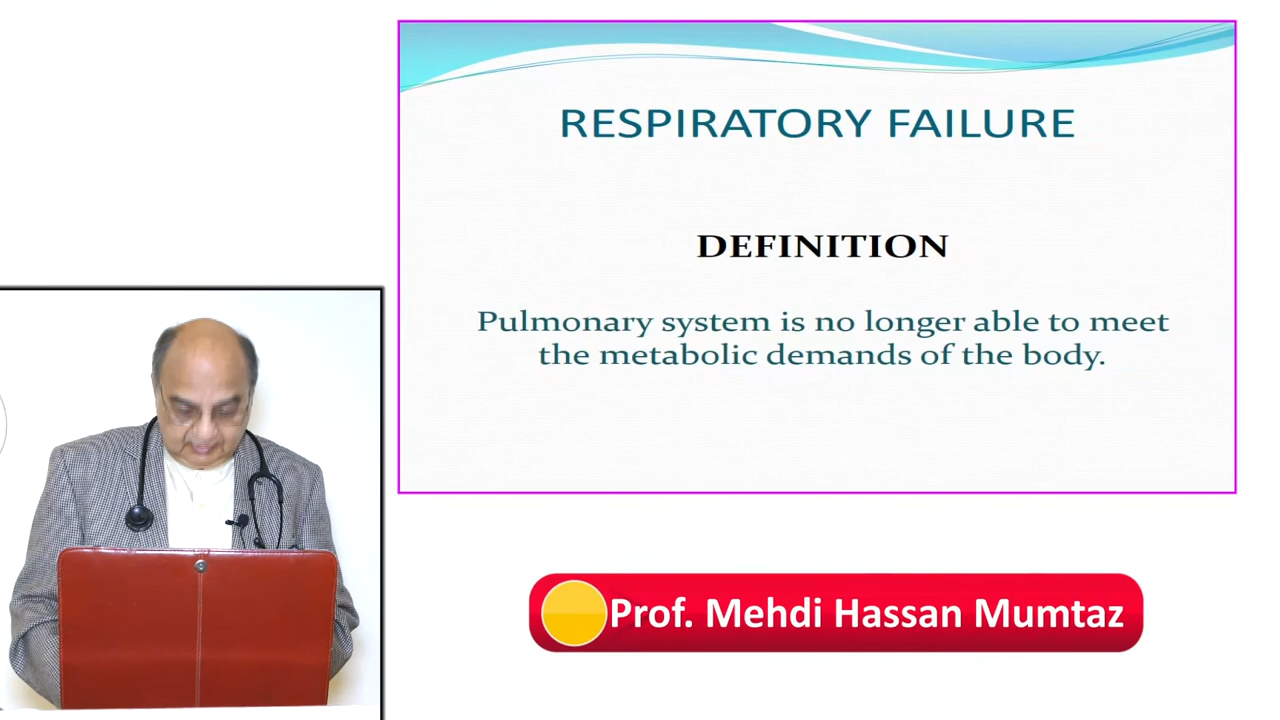 RESPIRATORY FAILURE
DEFINITION
Pulmonary system is no longer able to meet
the metabolic demands of the body.
Prof. Mehdi Hassan Mumtaz